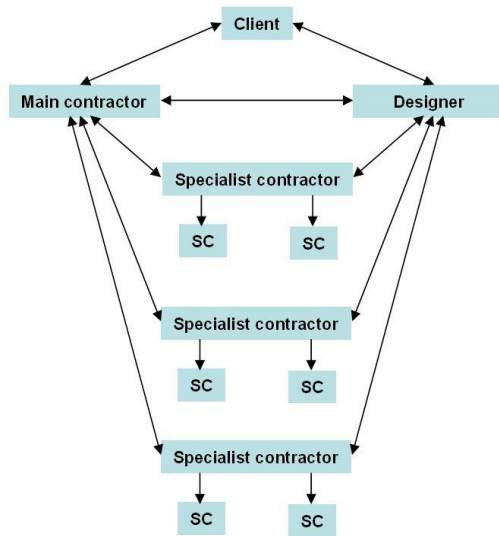 Client
Main contractor
Designer
Specialist contractor
SC
SC
Specialist contractor
SC
SC
Specialist contractor
SC
SC